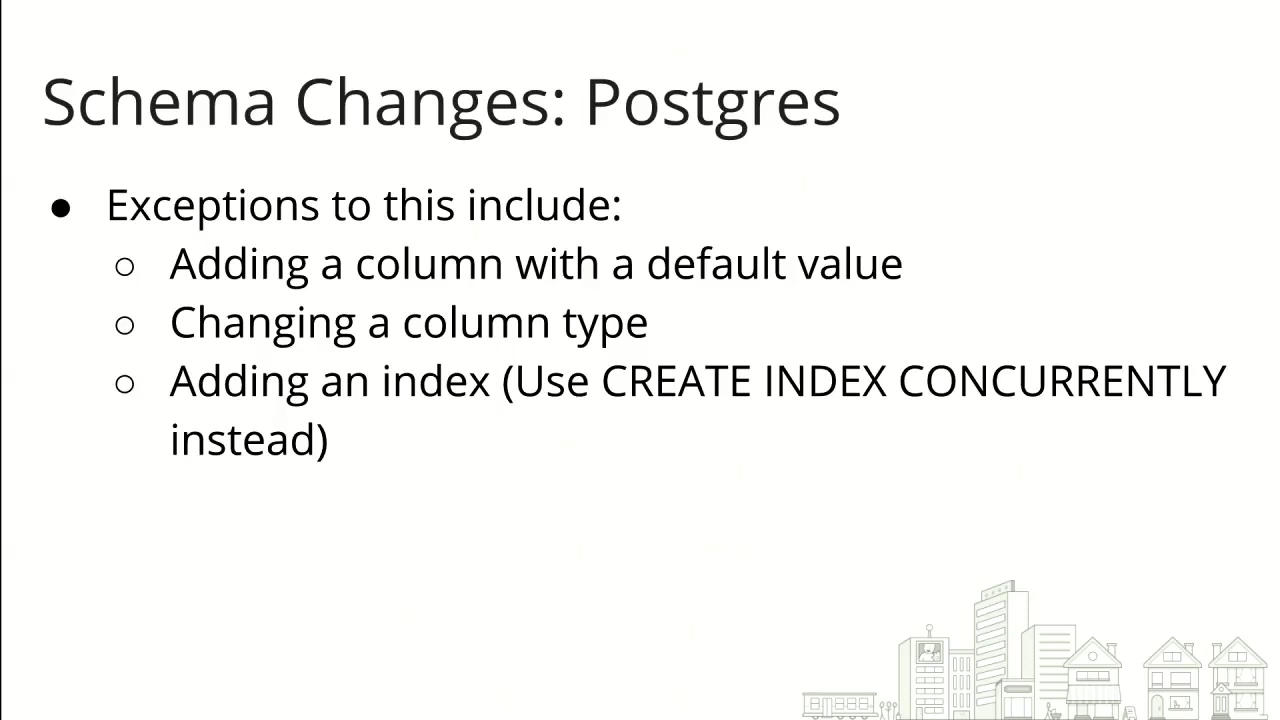 Schema Changes: Postgres
● Exceptions to this include:
○ Adding a column with a default value
○ Changing a column type
○ Adding an index (Use CREATE INDEX CONCURRENTLY
instead)